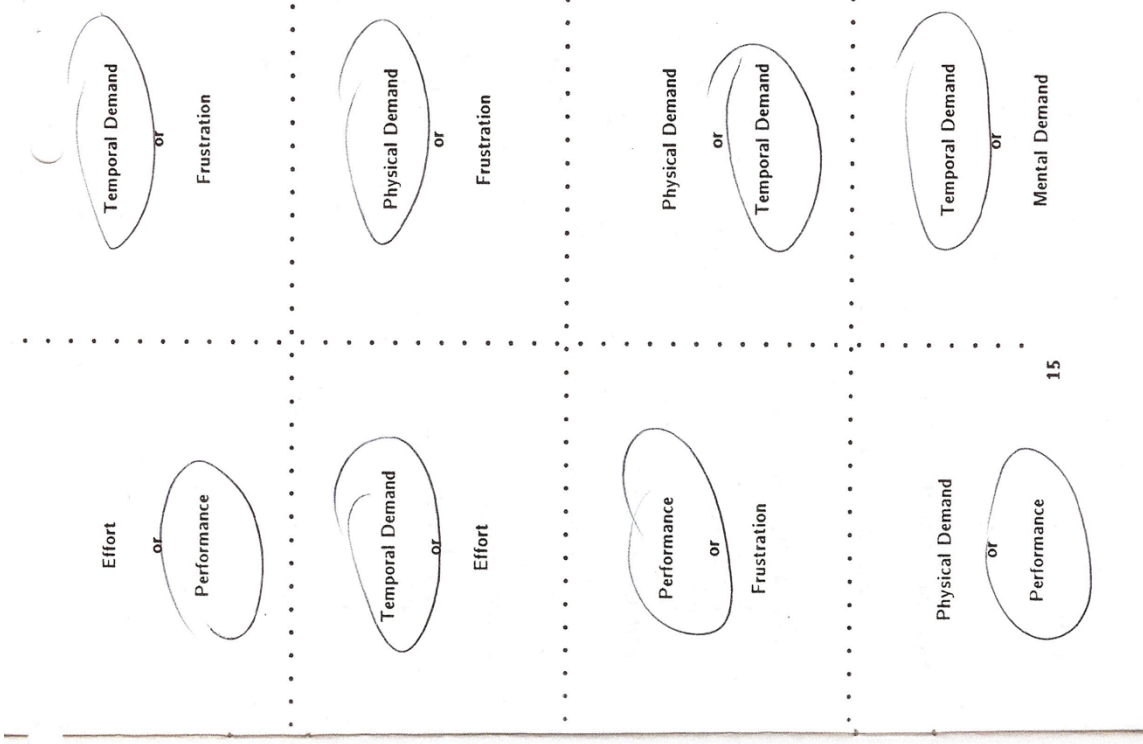 Effort
or
Performance
Temporal Demand
or
Frustration
Temporal Demand
or
Effort
Physical Demand
or
Frustration
Performance
or
Frustration
Physical Demand
or
Temporal Demand
Physical Demand
or
Performance
Temporal Demand
or
Mental Demand
15